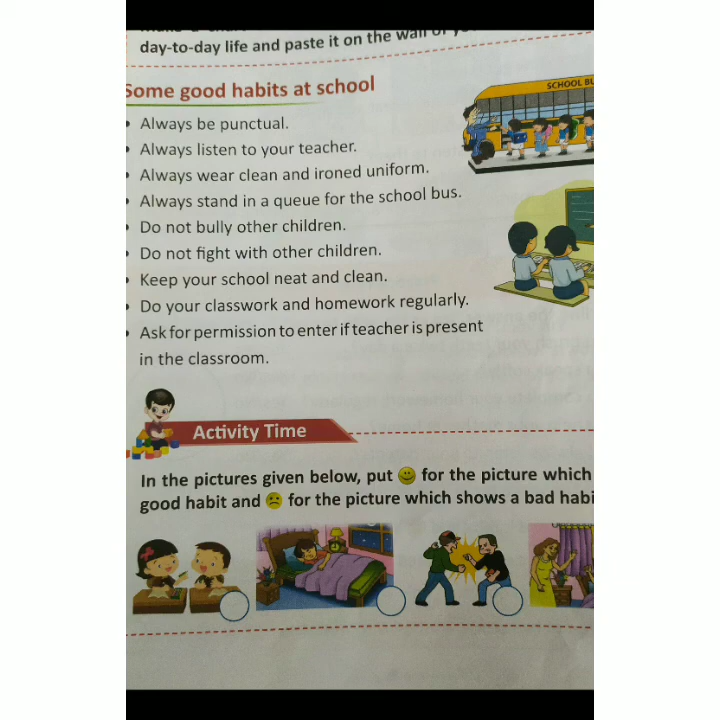 day-to-day life and paste it on the wall of
Some good habits at school
SCHOOL BU
• Always be punctual.
• Always listen to your teacher.
• Always wear clean and ironed uniform.
• Always stand in a queue for the school bus.
• Do not bully other children.
• Do not fight with other children.
• Keep your school neat and clean.
• Do your classwork and homework regularly.
• Ask for permission to enter if teacher is present
in the classroom.
Activity Time
In the pictures given below, put 🙂 for the picture which
good habit and ☹ for the picture which shows a bad habi